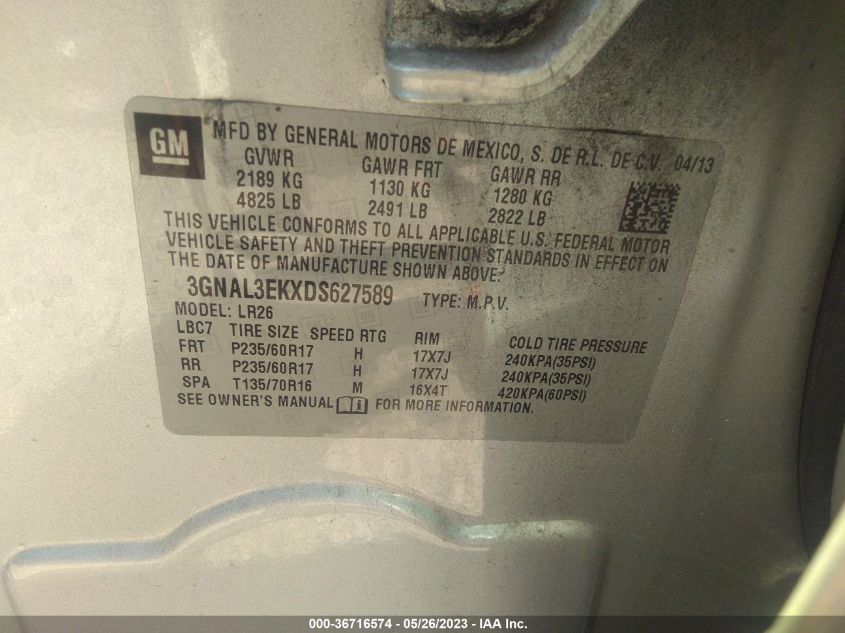 GM
MFD BY GENERAL MOTORS DE MEXICO, S. DE R.L. DE C.V. 04/13
GVWR GAWR FRT GAWR RR
2189 KG 1130 KG 1280 KG
4825 LB 2491 LB 2822 LB
THIS VEHICLE CONFORMS TO ALL APPLICABLE U.S. FEDERAL MOTOR
VEHICLE SAFETY AND THEFT PREVENTION STANDARDS IN EFFECT ON
THE DATE OF MANUFACTURE SHOWN ABOVE:
3GNAL3EKXDS627589 TYPE: M.P.V.
MODEL: LR26
LBC7 TIRE SIZE SPEED RTG RIM COLD TIRE PRESSURE
FRT P235/60R17 H 17X7J 240KPA(35PSI)
RR P235/60R17 H 17X7J 240KPA(35PSI)
SPA T135/70R16 M 16X4T 420KPA(60PSI)
SEE OWNER'S MANUAL FOR MORE INFORMATION.
000-36716574 — 05/26/2023 — IAA Inc.